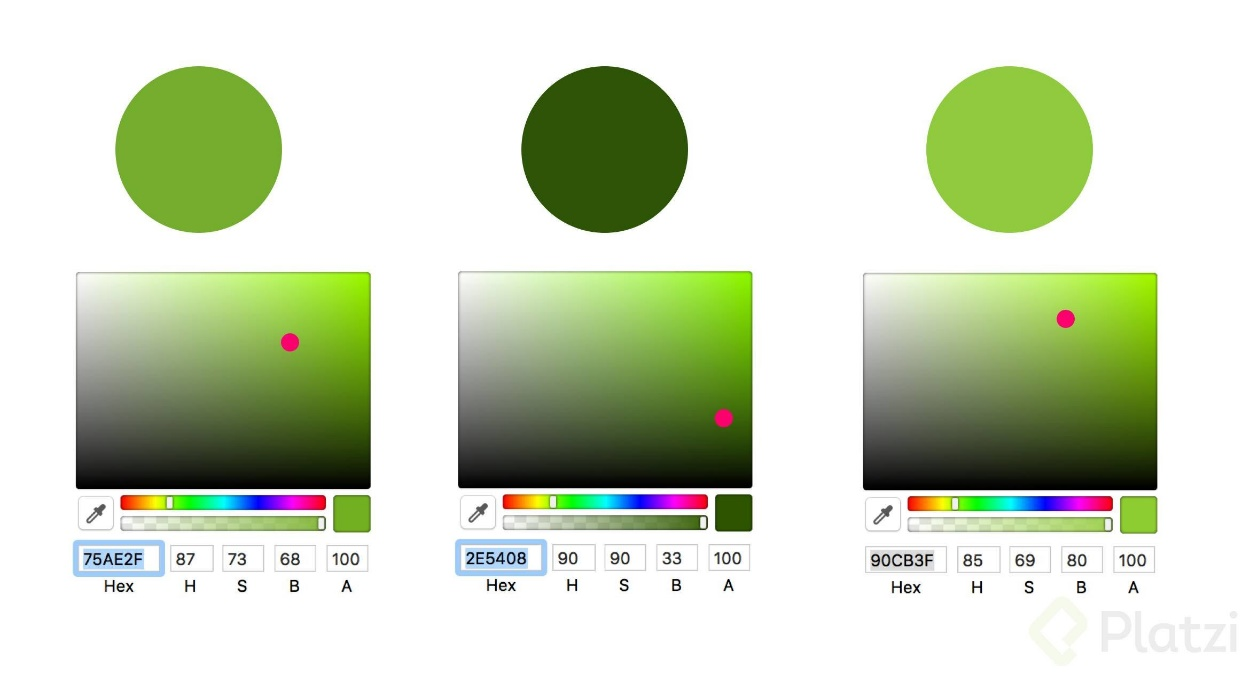 75AE2F 87 73 68 100
Hex H S B A
2E5408 90 90 33 100
Hex H S B A
90CB3F 85 69 80 100
Hex H S B A
Platzi